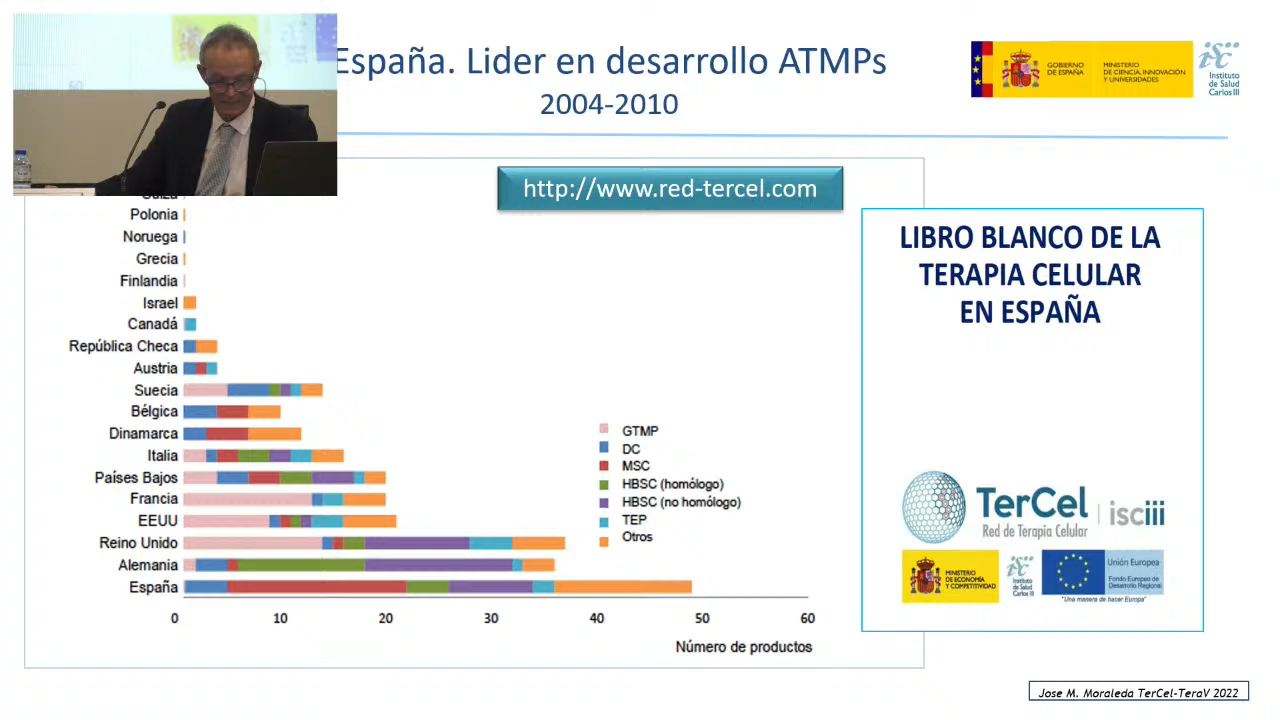 España. Lider en desarrollo ATMPs
2004-2010
GOBIERNO
DE ESPAÑA
MINISTERIO
DE CIENCIA, INNOVACIÓN
Y UNIVERSIDADES
Instituto
de Salud
Carlos III
http://www.red-tercel.com
Polonia
Noruega
Grecia
Finlandia
Israel
Canadá
República Checa
Austria
Suecia
Bélgica
Dinamarca
Italia
Países Bajos
Francia
EEUU
Reino Unido
Alemania
España
0 10 20 30 40 50 60
Número de productos
GTMP
DC
MSC
HBSC (homólogo)
HBSC (no homólogo)
TEP
Otros
LIBRO BLANCO DE LA
TERAPIA CELULAR
EN ESPAÑA
TerCel
Red de Terapia Celular
isciii
MINISTERIO
DE ECONOMÍA
Y COMPETITIVIDAD
Instituto
de Salud
Carlos III
Unión Europea
Fondo Europeo de
Desarrollo Regional
"Una manera de hacer Europa"
Jose M. Moraleda TerCel-TeraV 2022